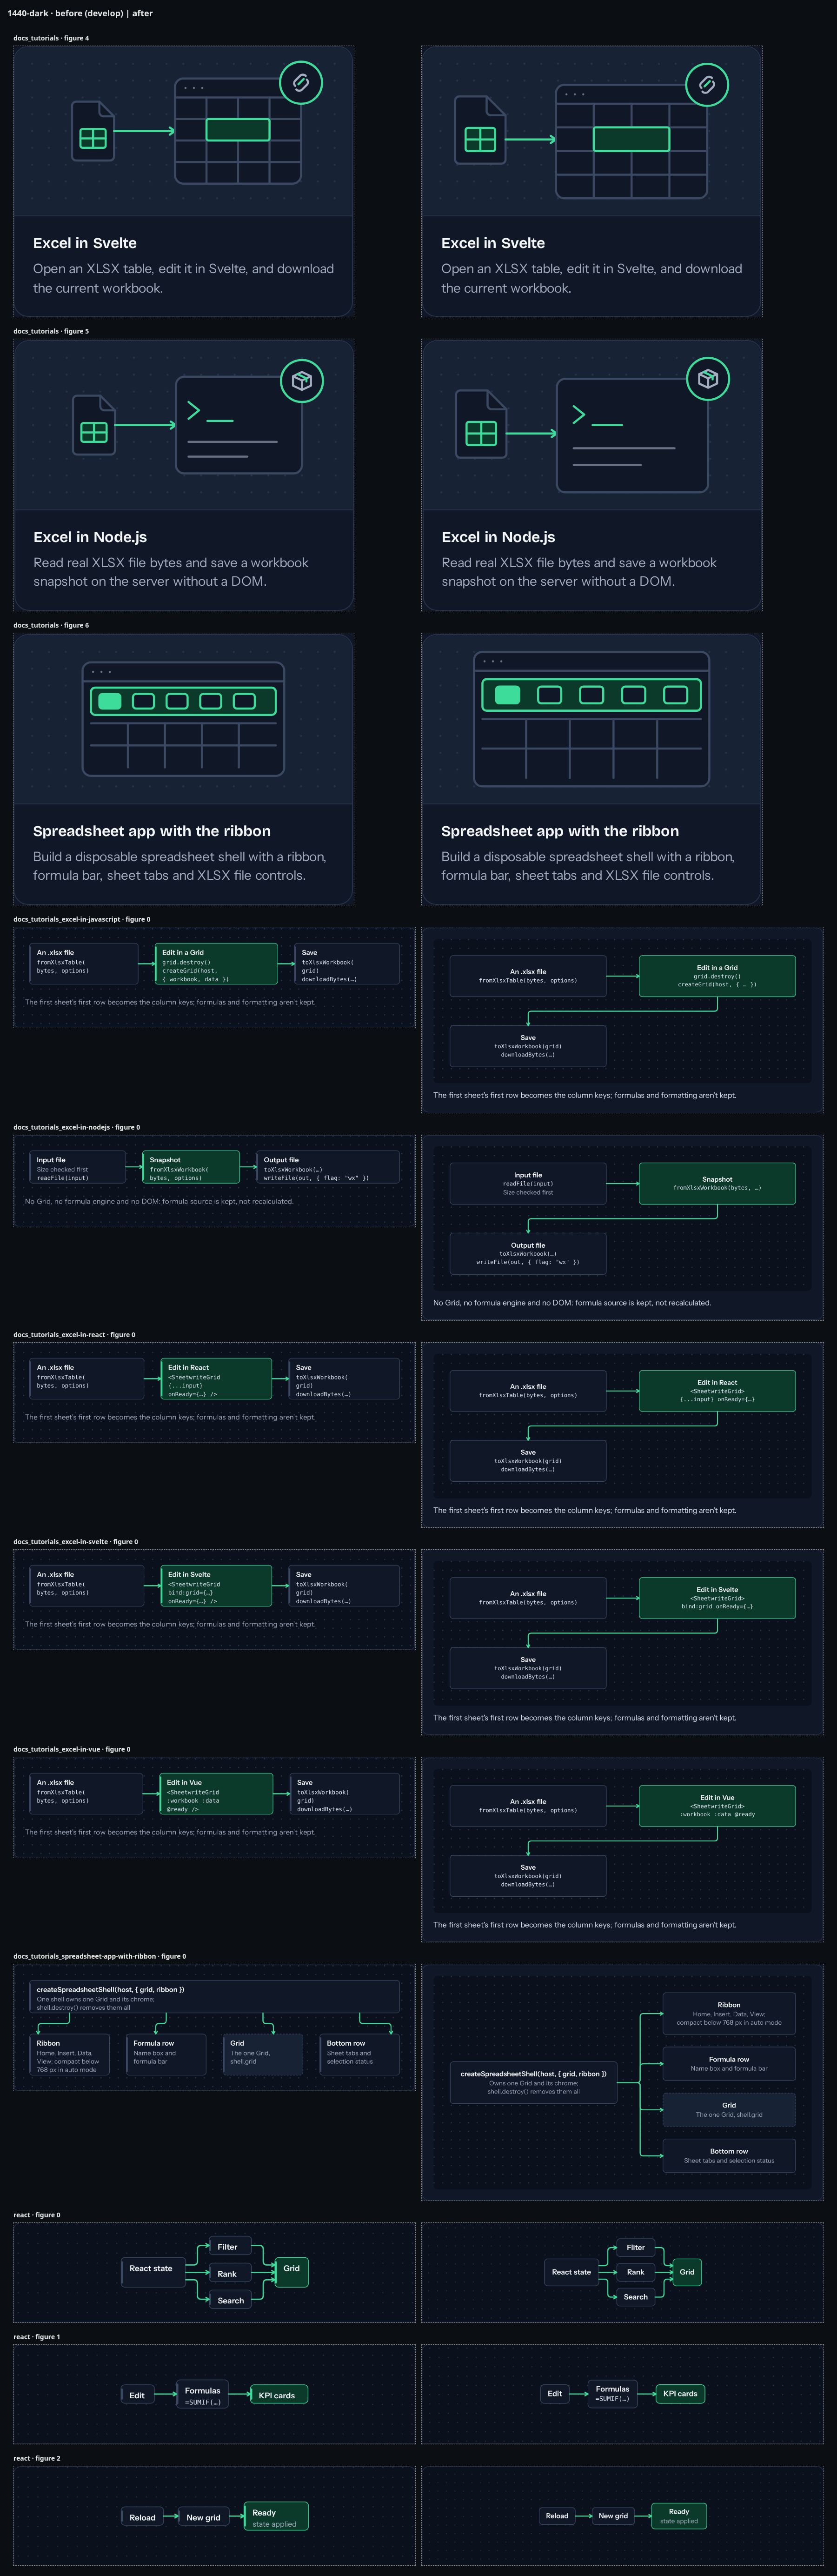 1440-dark · before (develop) | after
docs_tutorials · figure 4
Excel in Svelte
Open an XLSX table, edit it in Svelte, and download
the current workbook.
Excel in Svelte
Open an XLSX table, edit it in Svelte, and download
the current workbook.
docs_tutorials · figure 5
Excel in Node.js
Read real XLSX file bytes and save a workbook
snapshot on the server without a DOM.
Excel in Node.js
Read real XLSX file bytes and save a workbook
snapshot on the server without a DOM.
docs_tutorials · figure 6
Spreadsheet app with the ribbon
Build a disposable spreadsheet shell with a ribbon,
formula bar, sheet tabs and XLSX file controls.
Spreadsheet app with the ribbon
Build a disposable spreadsheet shell with a ribbon,
formula bar, sheet tabs and XLSX file controls.
docs_tutorials_excel-in-javascript · figure 0
An .xlsx file
fromXlsxTable(
bytes, options)
Edit in a Grid
grid.destroy()
createGrid(host,
{ workbook, data })
Save
toXlsxWorkbook(
grid)
downloadBytes(…)
The first sheet's first row becomes the column keys; formulas and formatting aren't kept.
An .xlsx file
fromXlsxTable(bytes, options)
Edit in a Grid
grid.destroy()
createGrid(host, { … })
Save
toXlsxWorkbook(grid)
downloadBytes(…)
The first sheet's first row becomes the column keys; formulas and formatting aren't kept.
docs_tutorials_excel-in-nodejs · figure 0
Input file
Size checked first
readFile(input)
Snapshot
fromXlsxWorkbook(
bytes, options)
Output file
toXlsxWorkbook(…)
writeFile(out, { flag: "wx" })
No Grid, no formula engine and no DOM: formula source is kept, not recalculated.
Input file
readFile(input)
Size checked first
Snapshot
fromXlsxWorkbook(bytes, …)
Output file
toXlsxWorkbook(…)
writeFile(out, { flag: "wx" })
No Grid, no formula engine and no DOM: formula source is kept, not recalculated.
docs_tutorials_excel-in-react · figure 0
An .xlsx file
fromXlsxTable(
bytes, options)
Edit in React
<SheetwriteGrid
{...input}
onReady={…} />
Save
toXlsxWorkbook(
grid)
downloadBytes(…)
The first sheet's first row becomes the column keys; formulas and formatting aren't kept.
An .xlsx file
fromXlsxTable(bytes, options)
Edit in React
<SheetwriteGrid>
{...input} onReady={…}
Save
toXlsxWorkbook(grid)
downloadBytes(…)
The first sheet's first row becomes the column keys; formulas and formatting aren't kept.
docs_tutorials_excel-in-svelte · figure 0
An .xlsx file
fromXlsxTable(
bytes, options)
Edit in Svelte
<SheetwriteGrid
bind:grid={…}
onReady={…} />
Save
toXlsxWorkbook(
grid)
downloadBytes(…)
The first sheet's first row becomes the column keys; formulas and formatting aren't kept.
An .xlsx file
fromXlsxTable(bytes, options)
Edit in Svelte
<SheetwriteGrid>
bind:grid onReady={…}
Save
toXlsxWorkbook(grid)
downloadBytes(…)
The first sheet's first row becomes the column keys; formulas and formatting aren't kept.
docs_tutorials_excel-in-vue · figure 0
An .xlsx file
fromXlsxTable(
bytes, options)
Edit in Vue
<SheetwriteGrid
:workbook :data
@ready />
Save
toXlsxWorkbook(
grid)
downloadBytes(…)
The first sheet's first row becomes the column keys; formulas and formatting aren't kept.
An .xlsx file
fromXlsxTable(bytes, options)
Edit in Vue
<SheetwriteGrid>
:workbook :data @ready
Save
toXlsxWorkbook(grid)
downloadBytes(…)
The first sheet's first row becomes the column keys; formulas and formatting aren't kept.
docs_tutorials_spreadsheet-app-with-ribbon · figure 0
createSpreadsheetShell(host, { grid, ribbon })
One shell owns one Grid and its chrome;
shell.destroy() removes them all
Ribbon
Home, Insert, Data,
View; compact below
768 px in auto mode
Formula row
Name box and
formula bar
Grid
The one Grid,
shell.grid
Bottom row
Sheet tabs and
selection status
createSpreadsheetShell(host, { grid, ribbon })
Owns one Grid and its chrome;
shell.destroy() removes them all
Ribbon
Home, Insert, Data, View;
compact below 768 px in auto mode
Formula row
Name box and formula bar
Grid
The one Grid, shell.grid
Bottom row
Sheet tabs and selection status
react · figure 0
React state
Filter
Rank
Search
Grid
React state
Filter
Rank
Search
Grid
react · figure 1
Edit
Formulas
=SUMIF(…)
KPI cards
Edit
Formulas
=SUMIF(…)
KPI cards
react · figure 2
Reload
New grid
Ready
state applied
Reload
New grid
Ready
state applied